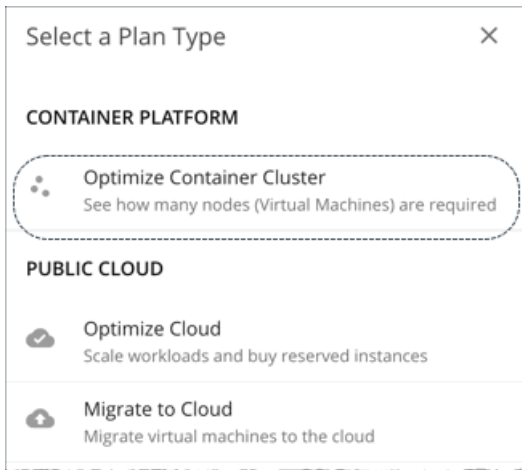 Select a Plan Type
CONTAINER PLATFORM
Optimize Container Cluster
See how many nodes (Virtual Machines) are required
PUBLIC CLOUD
Optimize Cloud
Scale workloads and buy reserved instances
Migrate to Cloud
Migrate virtual machines to the cloud